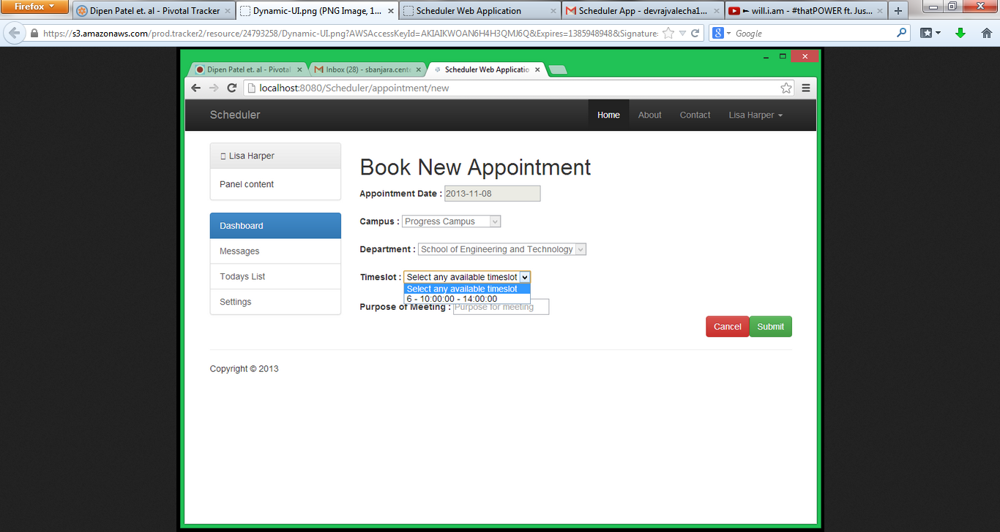 Firefox
Dipen Patel et. al - Pivotal Tracker
Dynamic-UI.png (PNG Image, 1...
Scheduler Web Application
Scheduler App - devrajvalecha1...
will.i.am - #thatPOWER ft. Jus...
https://s3.amazonaws.com/prod.tracker2/resource/24793258/Dynamic-UI.png?AWSAccessKeyId=AKIAIKWOAN6H4H3QMJ6Q&Expires=1385948948&Signature:
Google
Dipen Patel et. al - Pivotal
Inbox (28) - sbanjara.cent
Scheduler Web Applicatio
localhost:8080/Scheduler/appointment/new
Scheduler
Home
About
Contact
Lisa Harper
Lisa Harper
Panel content
Dashboard
Messages
Todays List
Settings
Book New Appointment
Appointment Date : 2013-11-08
Campus : Progress Campus
Department : School of Engineering and Technology
Timeslot : Select any available timeslot
Select any available timeslot
6 - 10:00:00 - 14:00:00
Purpose of Meeting : Purpose for meeting
Cancel
Submit
Copyright © 2013